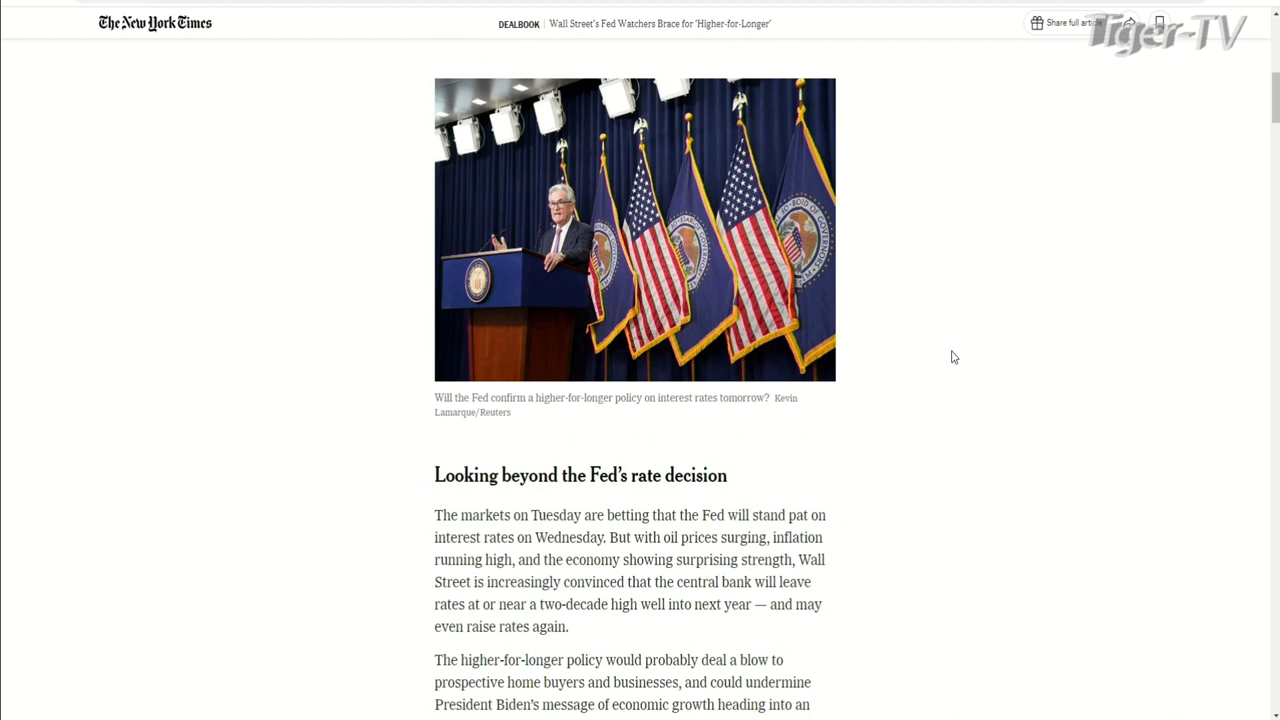 The New York Times
DEALBOOK | Wall Street's Fed Watchers Brace for 'Higher-for-Longer'
Share full article
Tiger-TV
Will the Fed confirm a higher-for-longer policy on interest rates tomorrow? Kevin
Lamarque/Reuters
Looking beyond the Fed's rate decision
The markets on Tuesday are betting that the Fed will stand pat on
interest rates on Wednesday. But with oil prices surging, inflation
running high, and the economy showing surprising strength, Wall
Street is increasingly convinced that the central bank will leave
rates at or near a two-decade high well into next year — and may
even raise rates again.
The higher-for-longer policy would probably deal a blow to
prospective home buyers and businesses, and could undermine
President Biden's message of economic growth heading into an